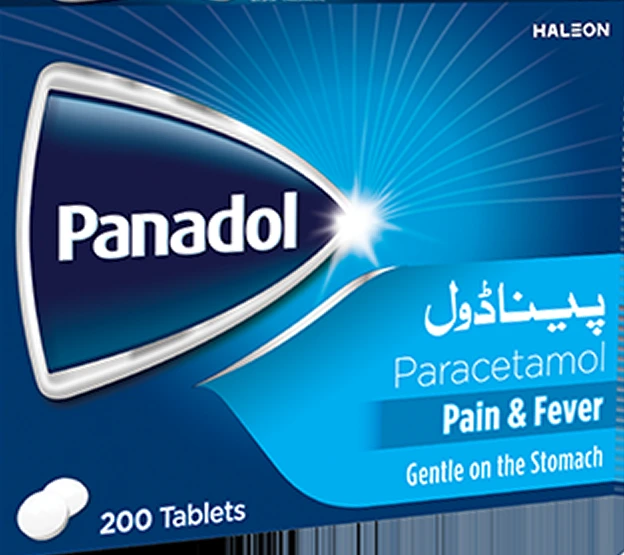 HALEON
Panadol
پیناڈول
Paracetamol
Pain & Fever
Gentle on the Stomach
200 Tablets